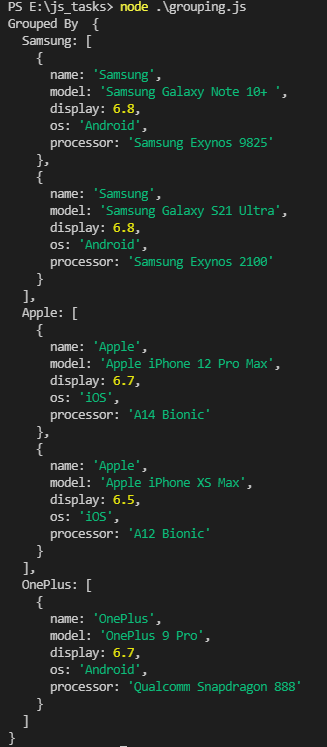 PS E:\js_tasks> node .\grouping.js
Grouped By  {
  Samsung: [
    {
      name: 'Samsung',
      model: 'Samsung Galaxy Note 10+ ',
      display: 6.8,
      os: 'Android',
      processor: 'Samsung Exynos 9825'
    },
    {
      name: 'Samsung',
      model: 'Samsung Galaxy S21 Ultra',
      display: 6.8,
      os: 'Android',
      processor: 'Samsung Exynos 2100'
    }
  ],
  Apple: [
    {
      name: 'Apple',
      model: 'Apple iPhone 12 Pro Max',
      display: 6.7,
      os: 'iOS',
      processor: 'A14 Bionic'
    },
    {
      name: 'Apple',
      model: 'Apple iPhone XS Max',
      display: 6.5,
      os: 'iOS',
      processor: 'A12 Bionic'
    }
  ],
  OnePlus: [
    {
      name: 'OnePlus',
      model: 'OnePlus 9 Pro',
      display: 6.7,
      os: 'Android',
      processor: 'Qualcomm Snapdragon 888'
    }
  ]
}